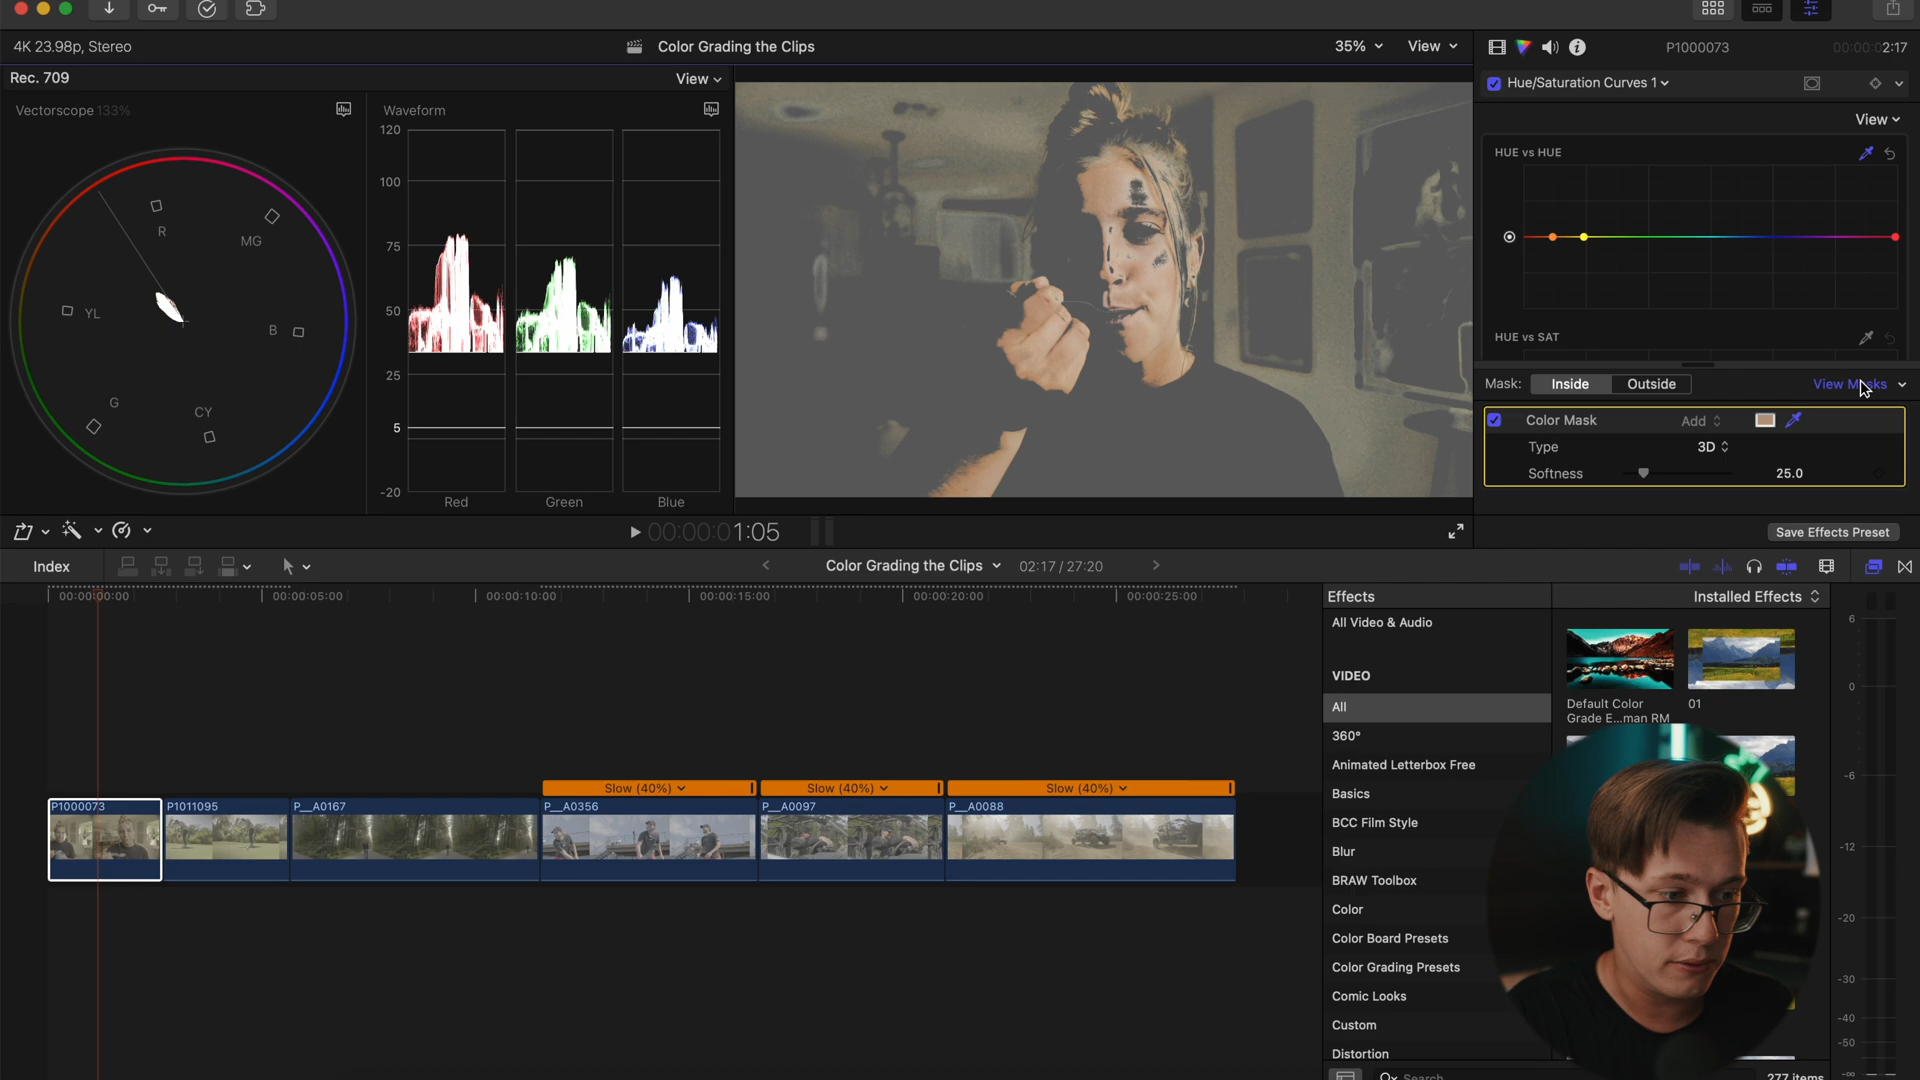 4K 23.98p, Stereo
Color Grading the Clips
35%
View
P1000073
00:00:02:17
Rec. 709
View
Hue/Saturation Curves 1
View
Vectorscope 133%
Waveform
120
100
75
50
25
5
-20
Red
Green
Blue
R
MG
YL
B
G
CY
HUE vs HUE
HUE vs SAT
Mask:
Inside
Outside
View Masks
Color Mask
Add
Type
3D
Softness
25.0
00:00:01:05
Save Effects Preset
Index
Color Grading the Clips
02:17 / 27:20
00:00:00:00
00:00:05:00
00:00:10:00
00:00:15:00
00:00:20:00
00:00:25:00
Slow (40%)
Slow (40%)
Slow (40%)
P1000073
P1011095
P__A0167
P__A0356
P__A0097
P__A0088
Effects
Installed Effects
All Video & Audio
VIDEO
All
360°
Animated Letterbox Free
Basics
BCC Film Style
Blur
BRAW Toolbox
Color
Color Board Presets
Color Grading Presets
Comic Looks
Custom
Distortion
Default Color
Grade E...man RM
01
Search
277 items
6
0
-6
-12
-20
-30
-40
-50
-∞